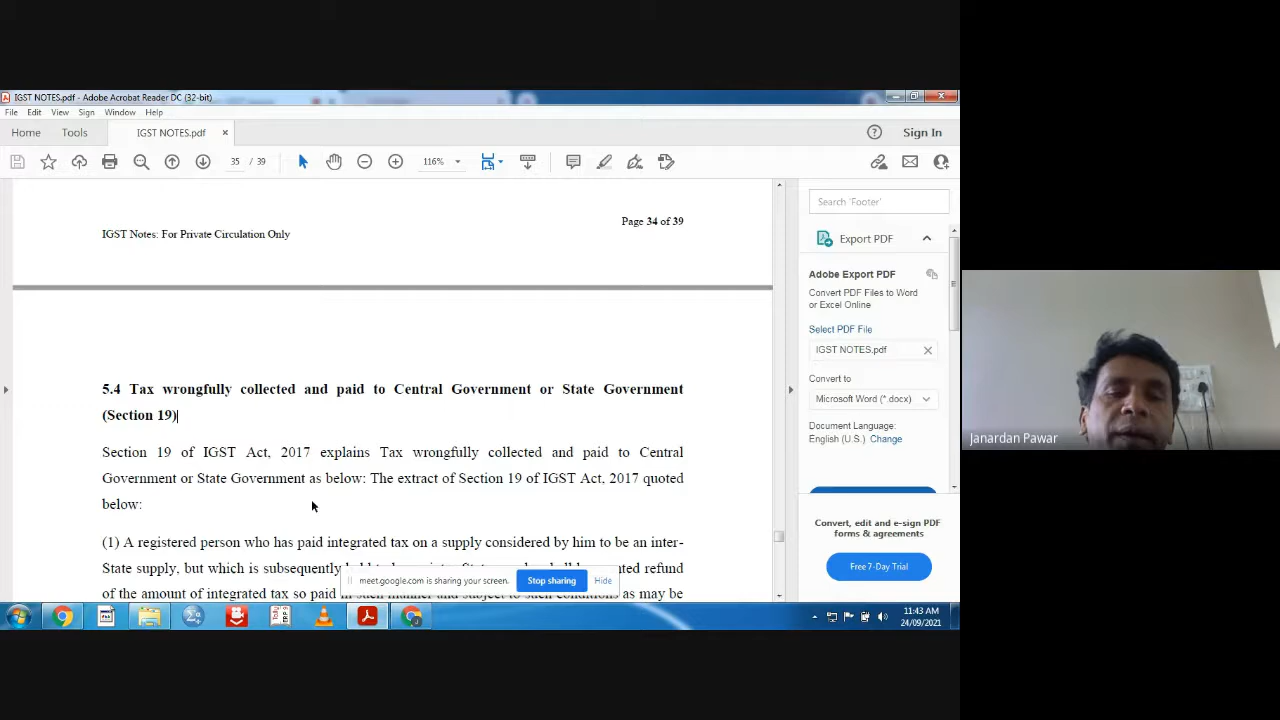 IGST NOTES.pdf - Adobe Acrobat Reader DC (32-bit)
File Edit View Sign Window Help
Home Tools IGST NOTES.pdf × Sign In
35 / 39 116%
Page 34 of 39
IGST Notes: For Private Circulation Only
5.4 Tax wrongfully collected and paid to Central Government or State Government
(Section 19)
Section 19 of IGST Act, 2017 explains Tax wrongfully collected and paid to Central
Government or State Government as below: The extract of Section 19 of IGST Act, 2017 quoted
below:
(1) A registered person who has paid integrated tax on a supply considered by him to be an inter-
State supply, but which is subsequently refund
of the amount of integrated tax so paid in such manner and subject to such conditions as may be
meet.google.com is sharing your screen. Stop sharing Hide
Search 'Footer'
Export PDF
Adobe Export PDF
Convert PDF Files to Word
or Excel Online
Select PDF File
IGST NOTES.pdf
Convert to
Microsoft Word (*.docx)
Document Language:
English (U.S.) Change
Convert, edit and e-sign PDF
forms & agreements
Free 7-Day Trial
11:43 AM
24/09/2021
Janardan Pawar